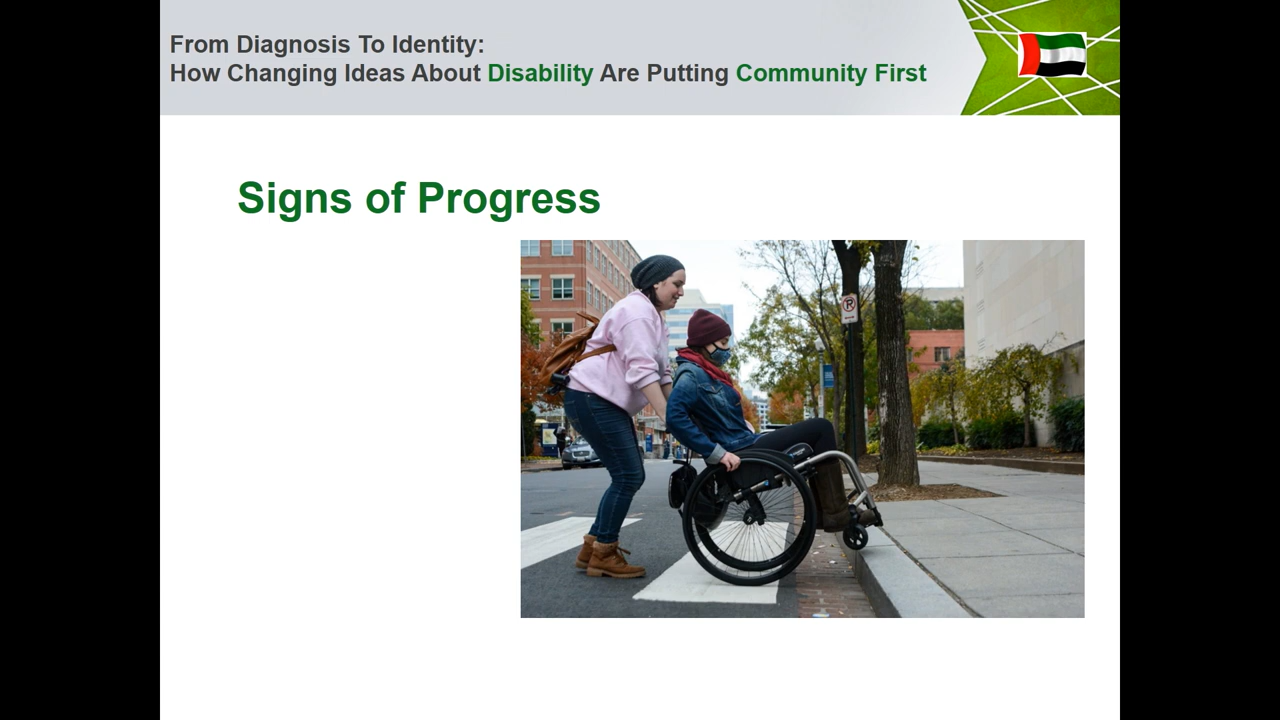 From Diagnosis To Identity:
How Changing Ideas About Disability Are Putting Community First
Signs of Progress